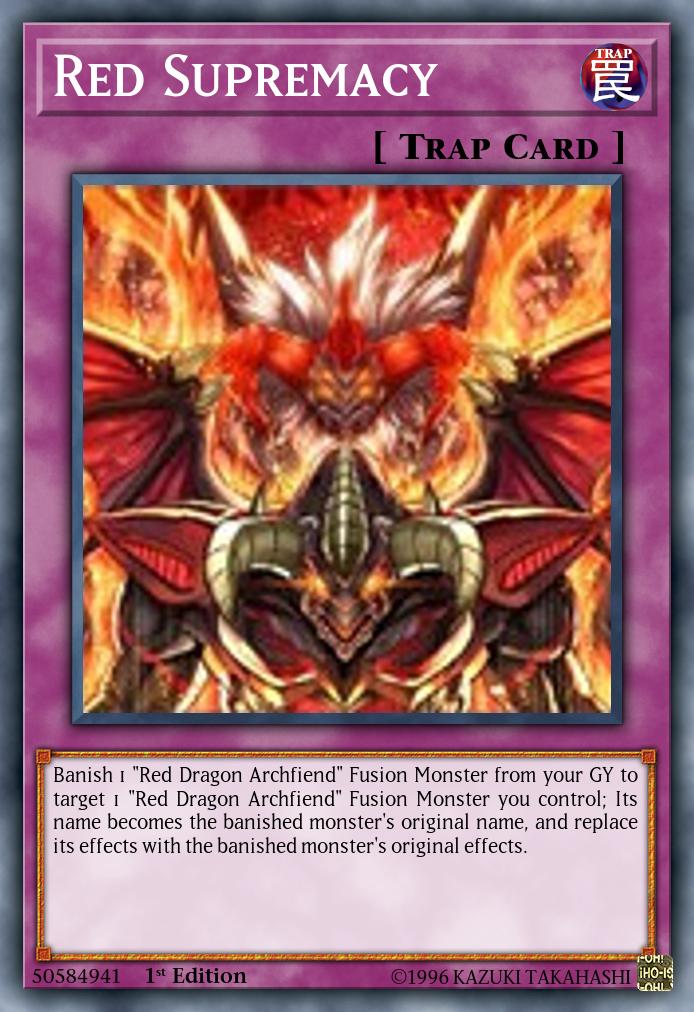 Red Supremacy
TRAP
罠
[ Trap Card ]
Banish 1 "Red Dragon Archfiend" Fusion Monster from your GY to
target 1 "Red Dragon Archfiend" Fusion Monster you control; Its
name becomes the banished monster's original name, and replace
its effects with the banished monster's original effects.
50584941 1st Edition ©1996 KAZUKI TAKAHASHI